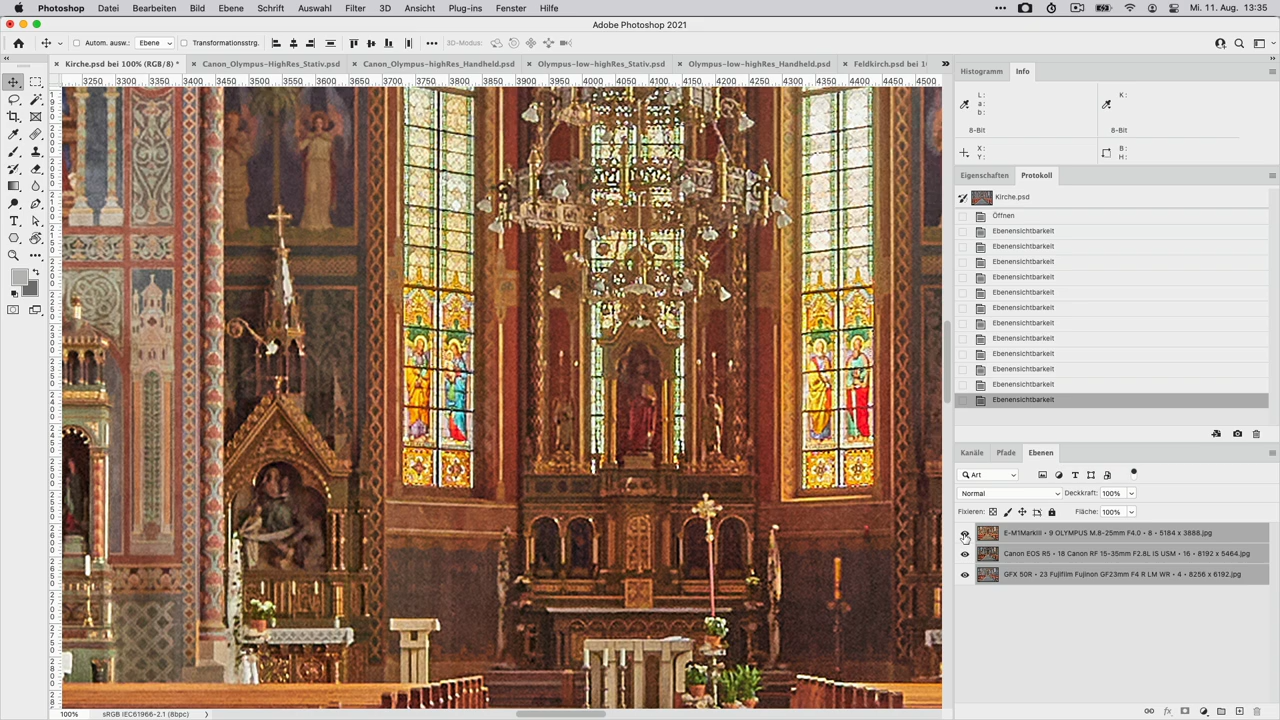 Photoshop Datei Bearbeiten Bild Ebene Schrift Auswahl Filter 3D Ansicht Plug-ins Fenster Hilfe Mi. 11. Aug. 13:35
Adobe Photoshop 2021
Autom. ausw.: Ebene Transformationsstrg. 3D-Modus:
Kirche.psd bei 100% (RGB/8) * Canon_Olympus-HighRes_Stativ.psd Canon_Olympus-highRes_Handheld.psd Olympus-low-highRes_Stativ.psd Olympus-low-highRes_Handheld.psd Feldkirch.psd bei 1
3250 3300 3350 3400 3450 3500 3550 3600 3650 3700 3750 3800 3850 3900 3950 4000 4050 4100 4150 4200 4250 4300 4350 4400 4450 4500
Histogramm Info
L: K:
a:
b:
8-Bit 8-Bit
X: B:
Y: H:
Eigenschaften Protokoll
Kirche.psd
Öffnen
Ebenensichtbarkeit
Ebenensichtbarkeit
Ebenensichtbarkeit
Ebenensichtbarkeit
Ebenensichtbarkeit
Ebenensichtbarkeit
Ebenensichtbarkeit
Ebenensichtbarkeit
Ebenensichtbarkeit
Ebenensichtbarkeit
Ebenensichtbarkeit
Ebenensichtbarkeit
Kanäle Pfade Ebenen
Art
Normal Deckkraft: 100%
Fixieren: Fläche: 100%
E-M1MarkIII • 9 OLYMPUS M.8-25mm F4.0 • 8 • 5184 x 3888.jpg
Canon EOS R5 • 18 Canon RF 15-35mm F2.8L IS USM • 16 • 8192 x 5464.jpg
GFX 50R • 23 Fujifilm Fujinon GF23mm F4 R LM WR • 4 • 8256 x 6192.jpg
100% sRGB IEC61966-2.1 (8bpc)